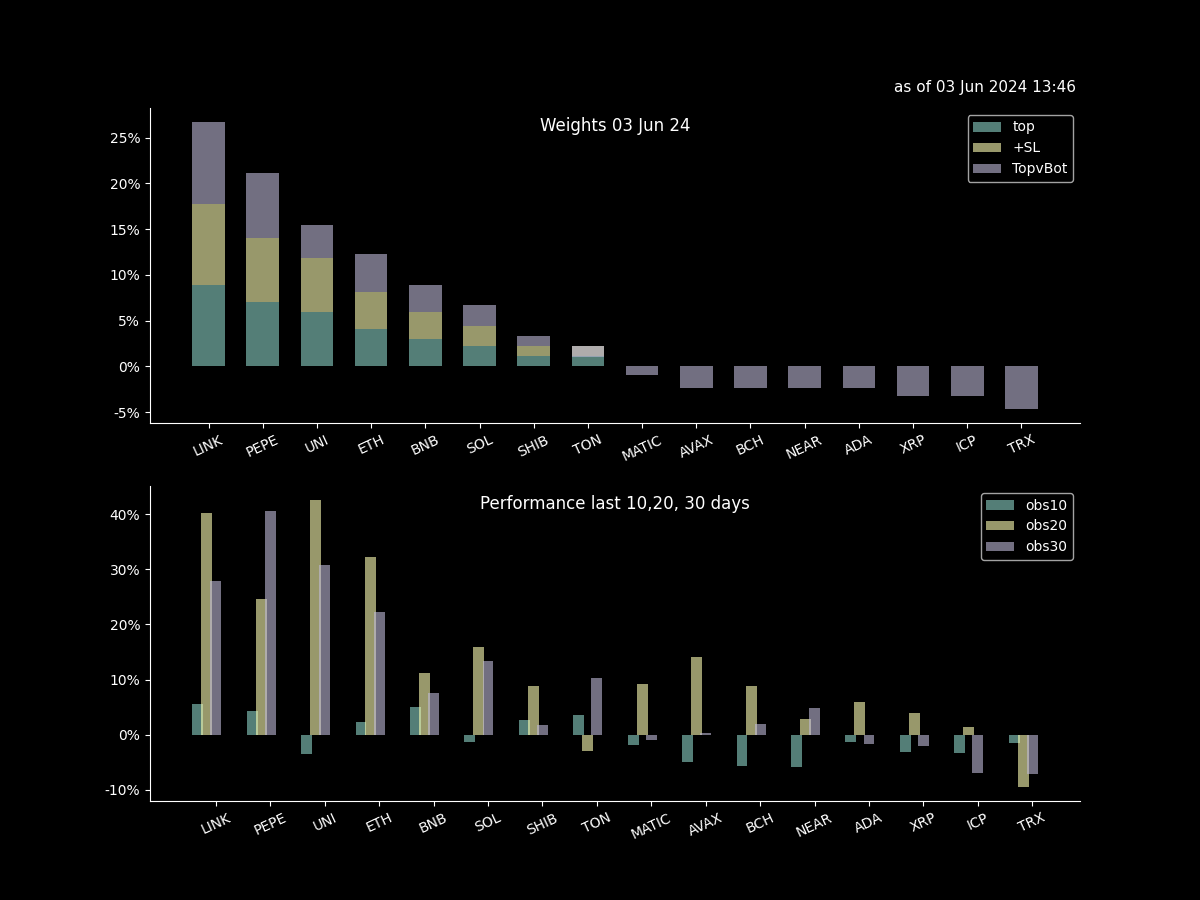 as of 03 Jun 2024 13:46
Weights 03 Jun 24
top
+SL
TopvBot
25%
20%
15%
10%
5%
0%
-5%
LINK PEPE UNI ETH BNB SOL SHIB TON MATIC AVAX BCH NEAR ADA XRP ICP TRX
Performance last 10,20, 30 days
obs10
obs20
obs30
40%
30%
20%
10%
0%
-10%
LINK PEPE UNI ETH BNB SOL SHIB TON MATIC AVAX BCH NEAR ADA XRP ICP TRX